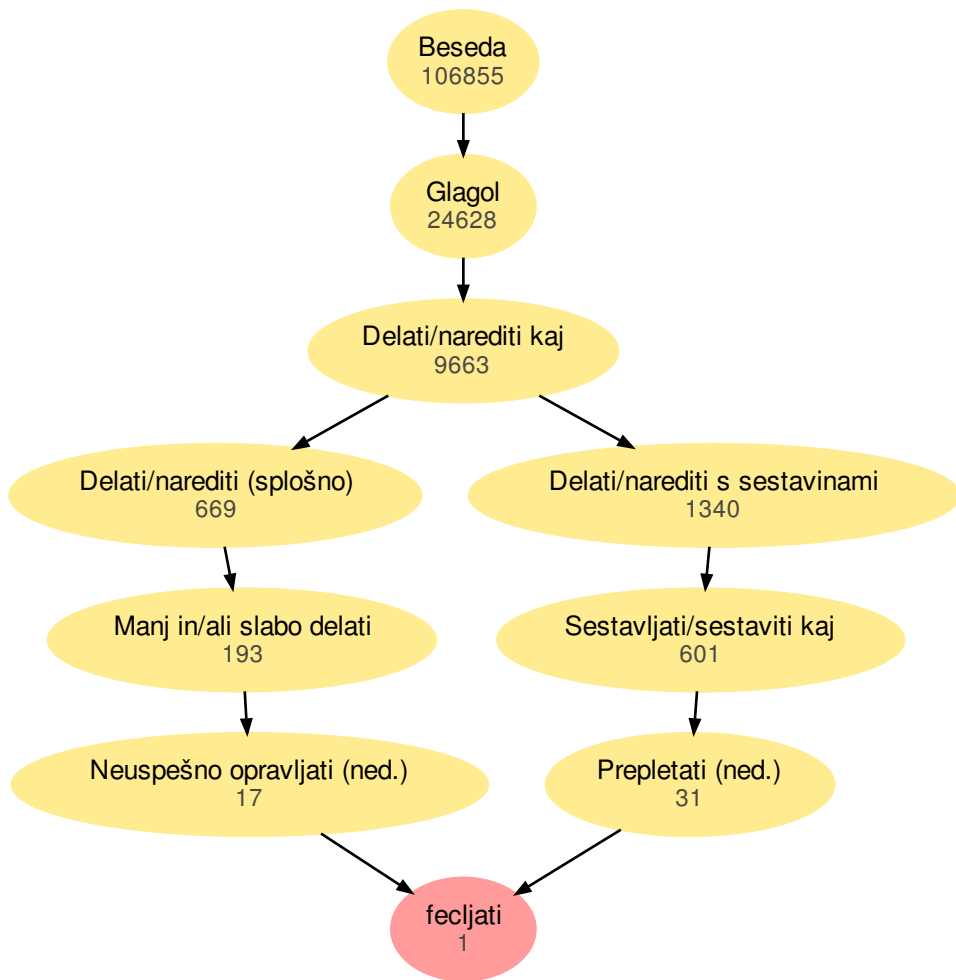 Beseda
106855
Glagol
24628
Delati/narediti kaj
9663
Delati/narediti (splošno)
669
Delati/narediti s sestavinami
1340
Manj in/ali slabo delati
193
Sestavljati/sestaviti kaj
601
Neuspešno opravljati (ned.)
17
Prepletati (ned.)
31
fecljati
1